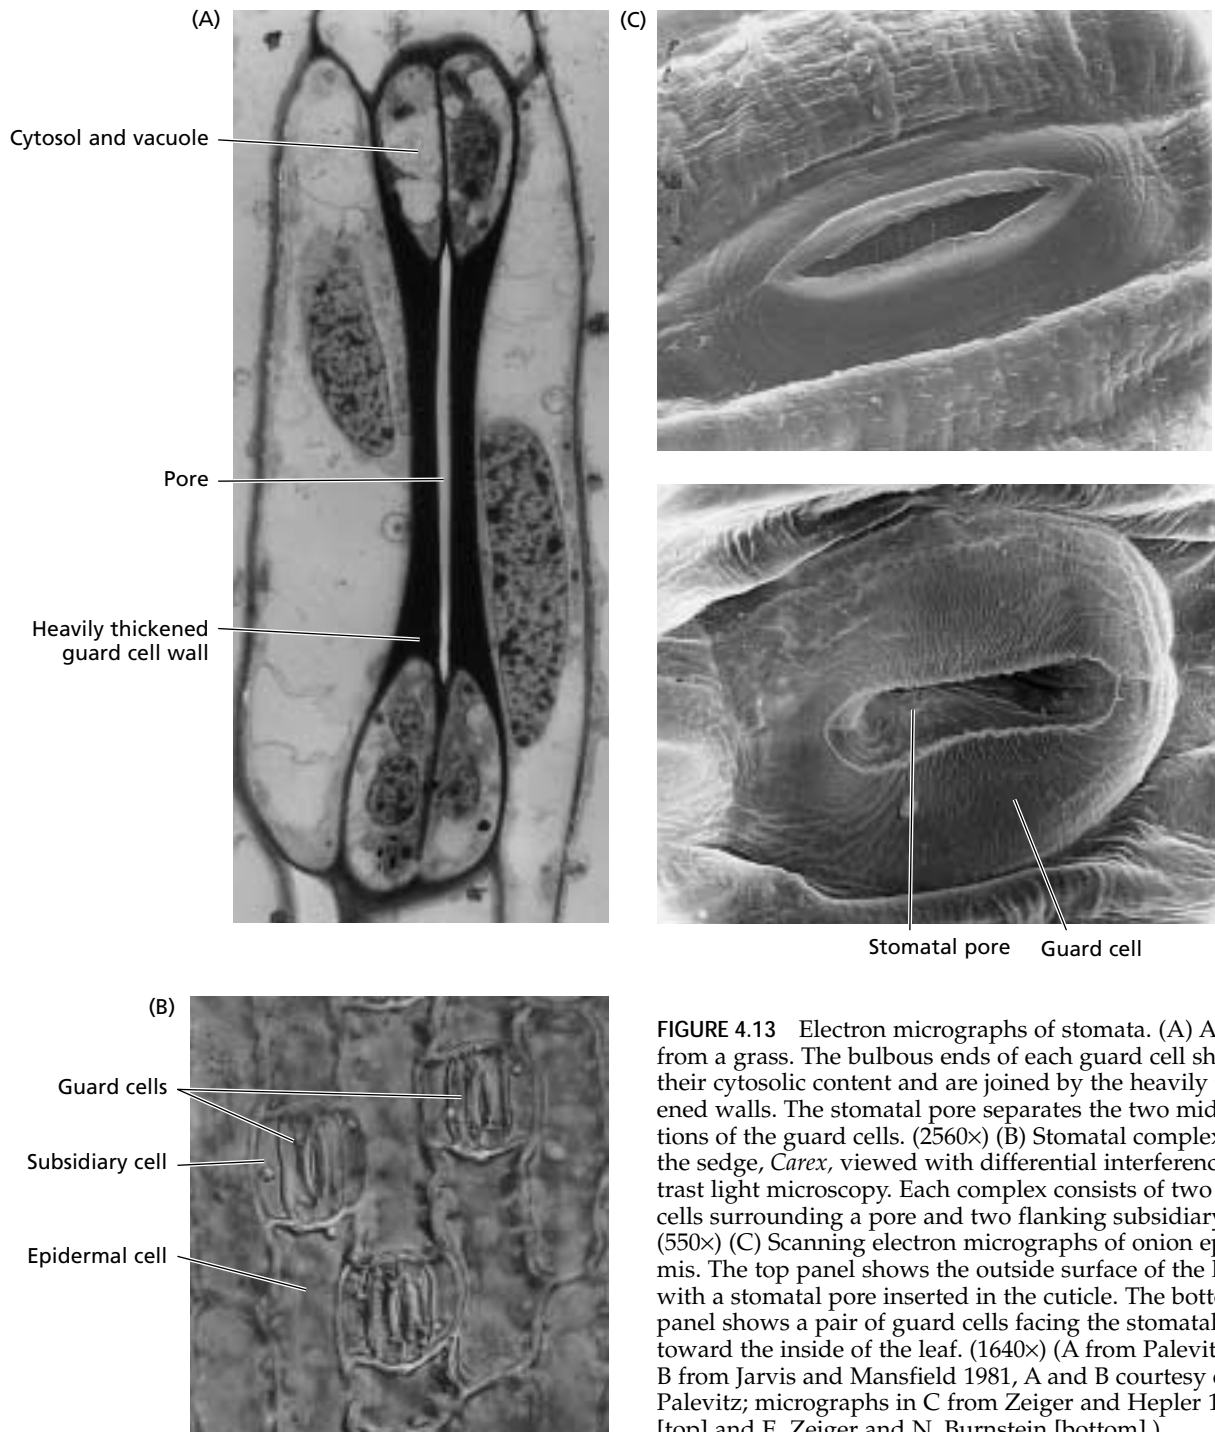 (A)
Cytosol and vacuole
Pore
Heavily thickened
guard cell wall
(C)
Stomatal pore Guard cell
(B)
Guard cells
Subsidiary cell
Epidermal cell
FIGURE 4.13 Electron micrographs of stomata. (A) A
from a grass. The bulbous ends of each guard cell sh
their cytosolic content and are joined by the heavily
ened walls. The stomatal pore separates the two mid
tions of the guard cells. (2560×) (B) Stomatal complex
the sedge, Carex, viewed with differential interferenc
trast light microscopy. Each complex consists of two
cells surrounding a pore and two flanking subsidiary
(550×) (C) Scanning electron micrographs of onion ep
mis. The top panel shows the outside surface of the l
with a stomatal pore inserted in the cuticle. The botto
panel shows a pair of guard cells facing the stomatal
toward the inside of the leaf. (1640×) (A from Palevit
B from Jarvis and Mansfield 1981, A and B courtesy
Palevitz; micrographs in C from Zeiger and Hepler 1
[top] and E. Zeiger and N. Burnstein [bottom].)